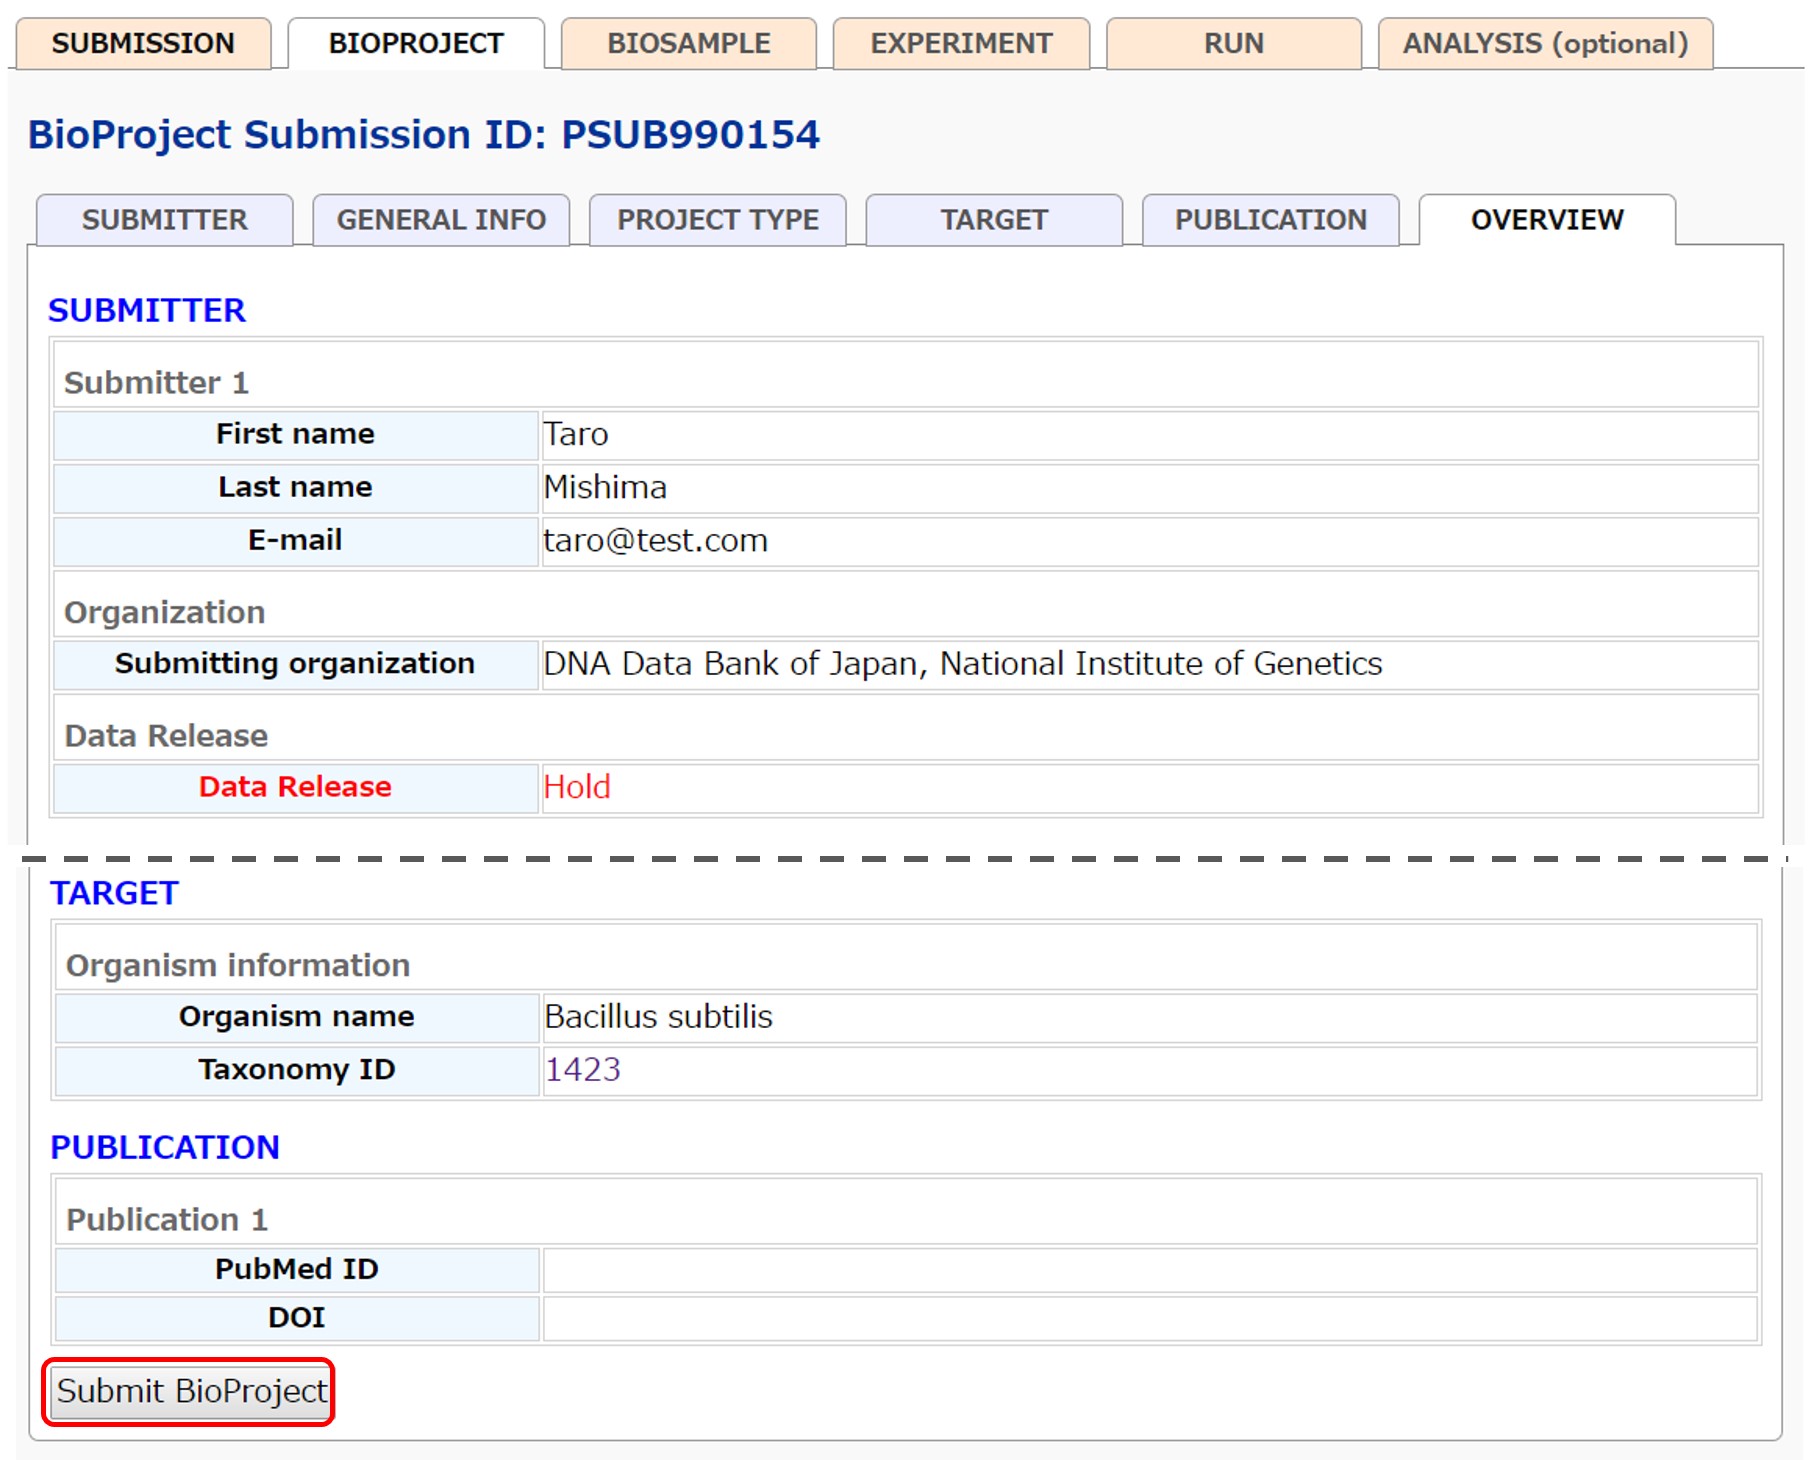 SUBMISSION BIOPROJECT BIOSAMPLE EXPERIMENT RUN ANALYSIS (optional)
BioProject Submission ID: PSUB990154
SUBMITTER GENERAL INFO PROJECT TYPE TARGET PUBLICATION OVERVIEW
SUBMITTER
Submitter 1
First name Taro
Last name Mishima
E-mail taro@test.com
Organization
Submitting organization DNA Data Bank of Japan, National Institute of Genetics
Data Release
Data Release Hold
TARGET
Organism information
Organism name Bacillus subtilis
Taxonomy ID 1423
PUBLICATION
Publication 1
PubMed ID
DOI
Submit BioProject